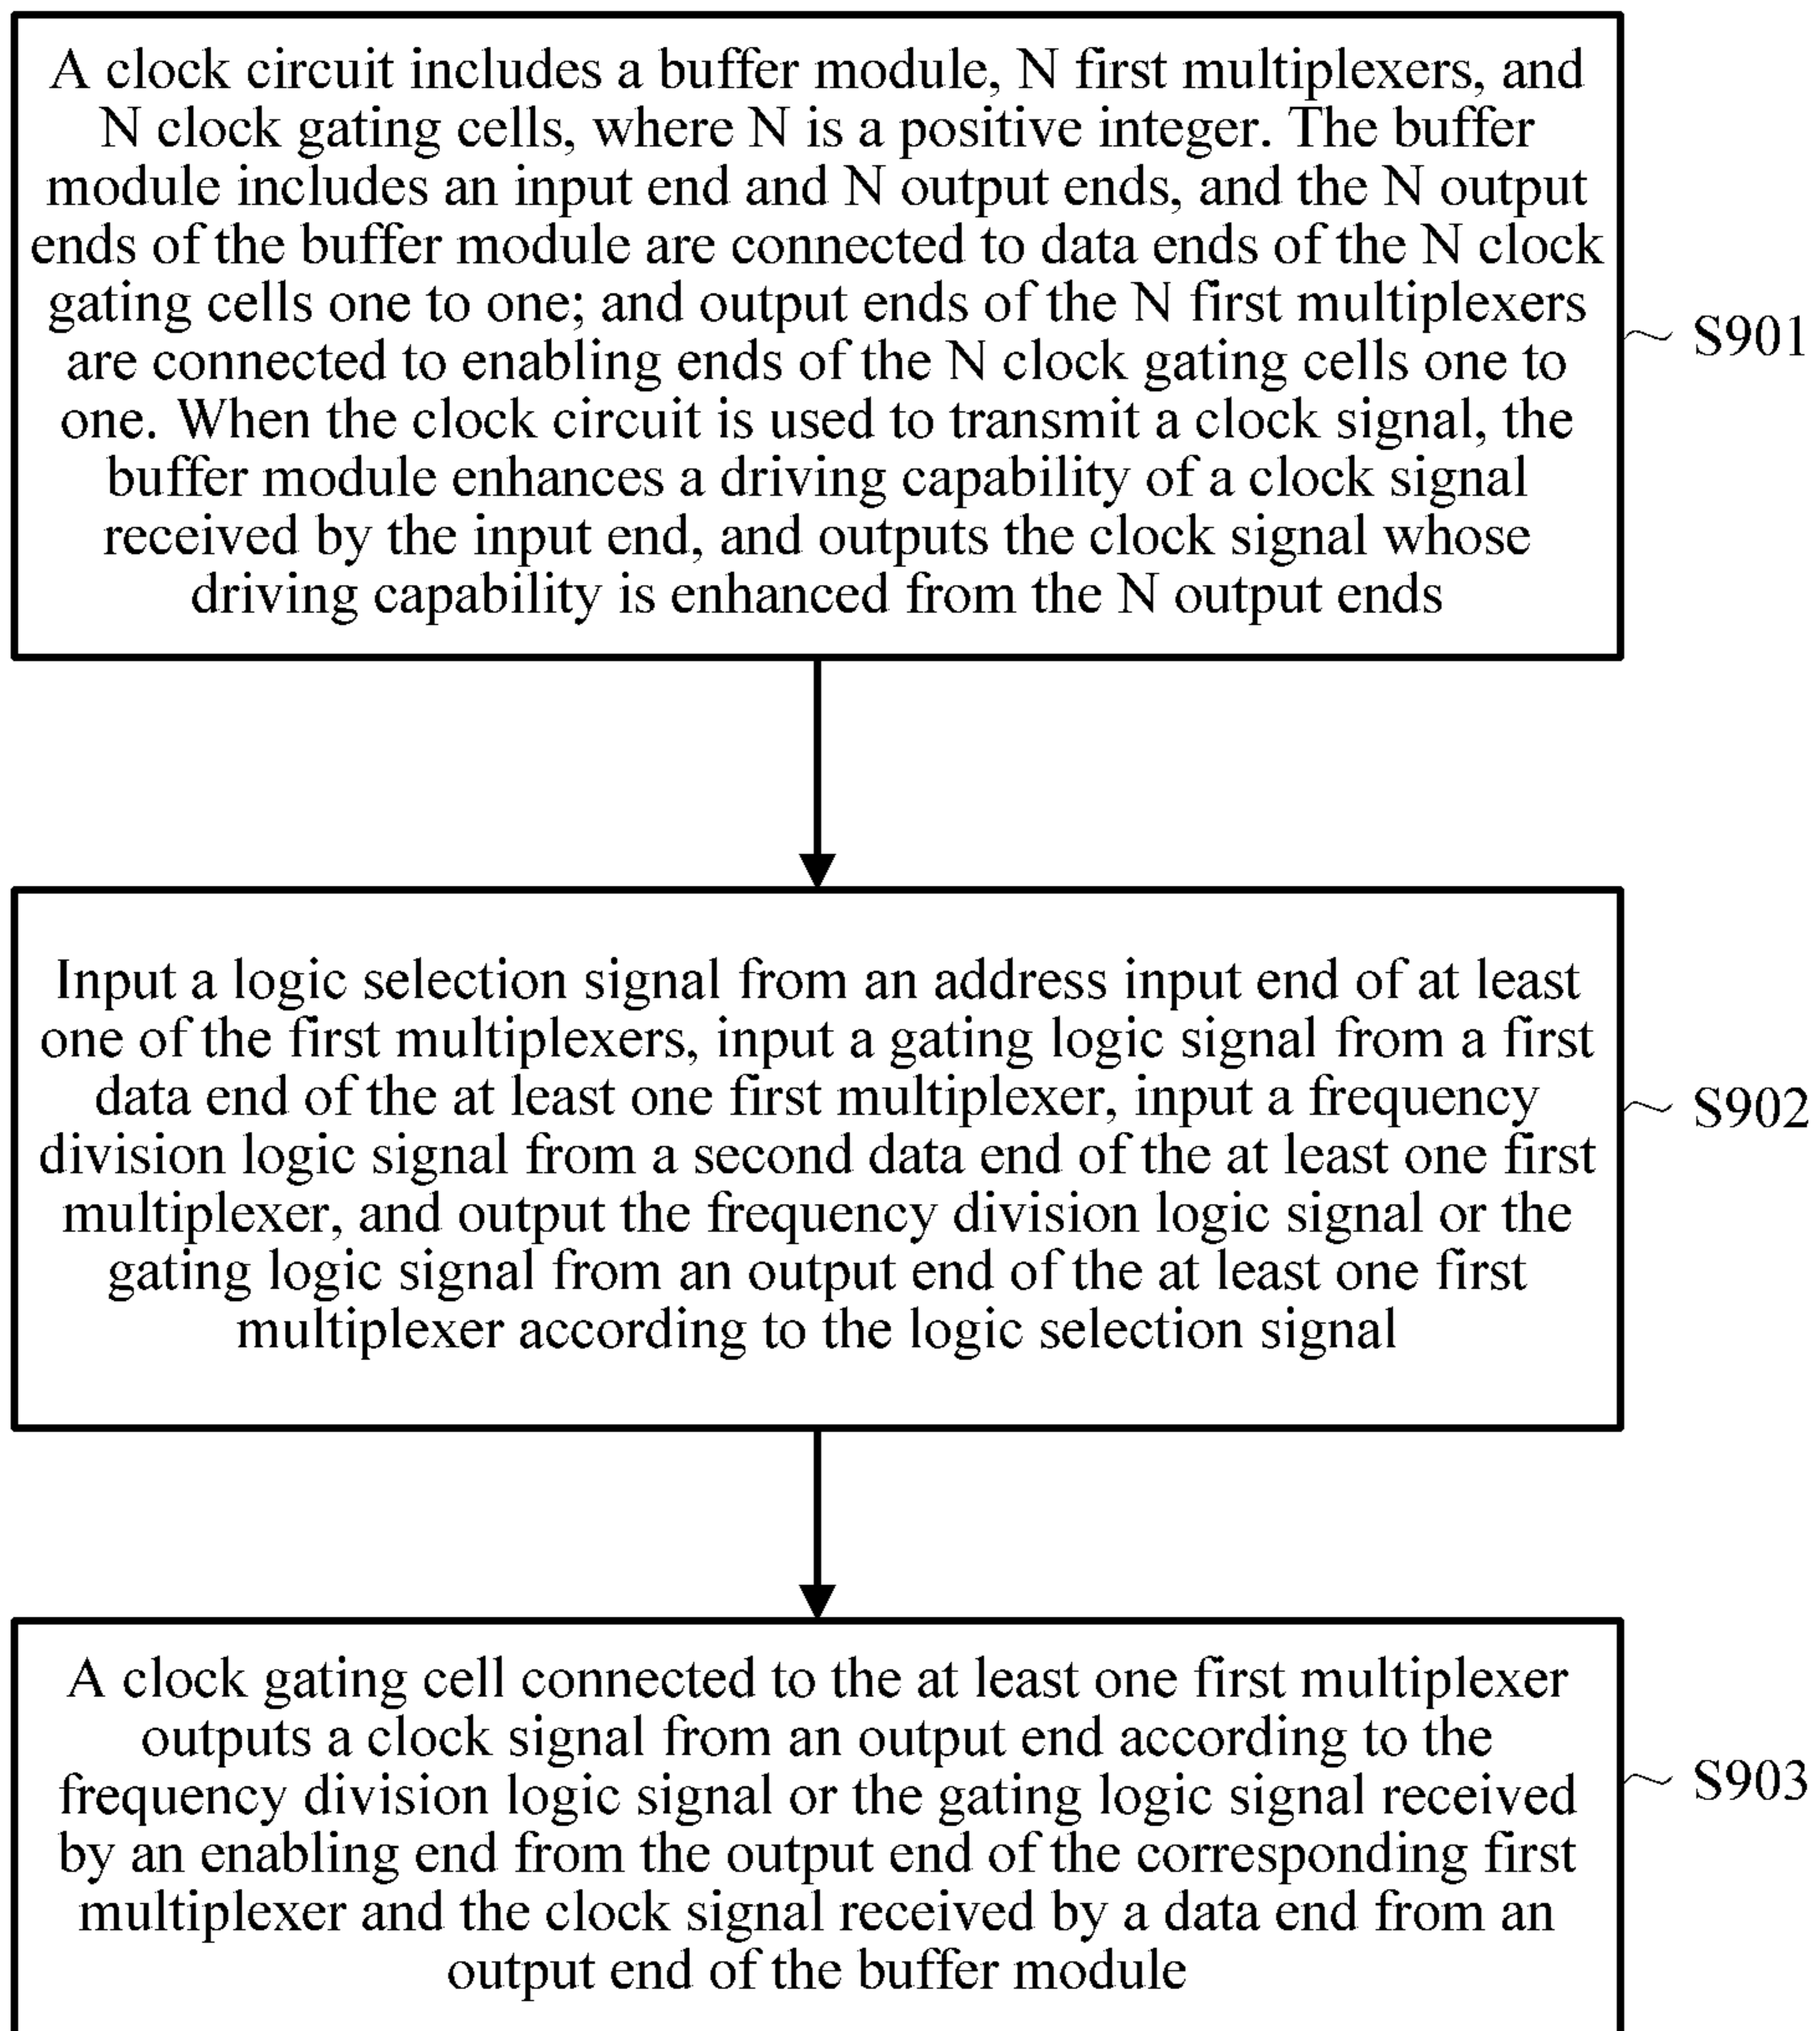 A clock circuit includes a buffer module, N first multiplexers, and
N clock gating cells, where N is a positive integer. The buffer
module includes an input end and N output ends, and the N output
ends of the buffer module are connected to data ends of the N clock
gating cells one to one; and output ends of the N first multiplexers
are connected to enabling ends of the N clock gating cells one to
one. When the clock circuit is used to transmit a clock signal, the
buffer module enhances a driving capability of a clock signal
received by the input end, and outputs the clock signal whose
driving capability is enhanced from the N output ends
S901
Input a logic selection signal from an address input end of at least
one of the first multiplexers, input a gating logic signal from a first
data end of the at least one first multiplexer, input a frequency
division logic signal from a second data end of the at least one first
multiplexer, and output the frequency division logic signal or the
gating logic signal from an output end of the at least one first
multiplexer according to the logic selection signal
S902
A clock gating cell connected to the at least one first multiplexer
outputs a clock signal from an output end according to the
frequency division logic signal or the gating logic signal received
by an enabling end from the output end of the corresponding first
multiplexer and the clock signal received by a data end from an
output end of the buffer module
S903